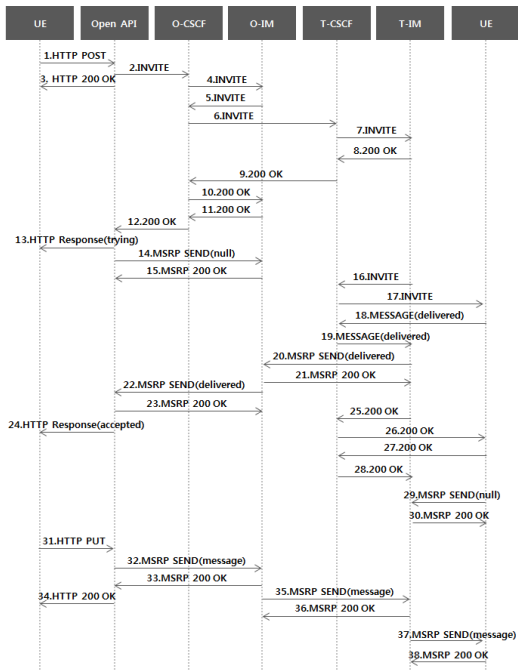 UE Open API O-CSCF O-IM T-CSCF T-IM UE
1.HTTP POST
2.INVITE
3. HTTP 200 OK
4.INVITE
5.INVITE
6.INVITE
7.INVITE
8.200 OK
9.200 OK
10.200 OK
11.200 OK
12.200 OK
13.HTTP Response(trying)
14.MSRP SEND(null)
15.MSRP 200 OK
16.INVITE
17.INVITE
18.MESSAGE(delivered)
19.MESSAGE(delivered)
20.MSRP SEND(delivered)
21.MSRP 200 OK
22.MSRP SEND(delivered)
23.MSRP 200 OK
24.HTTP Response(accepted)
25.200 OK
26.200 OK
27.200 OK
28.200 OK
29.MSRP SEND(null)
30.MSRP 200 OK
31.HTTP PUT
32.MSRP SEND(message)
33.MSRP 200 OK
34.HTTP 200 OK
35.MSRP SEND(message)
36.MSRP 200 OK
37.MSRP SEND(message)
38.MSRP 200 OK